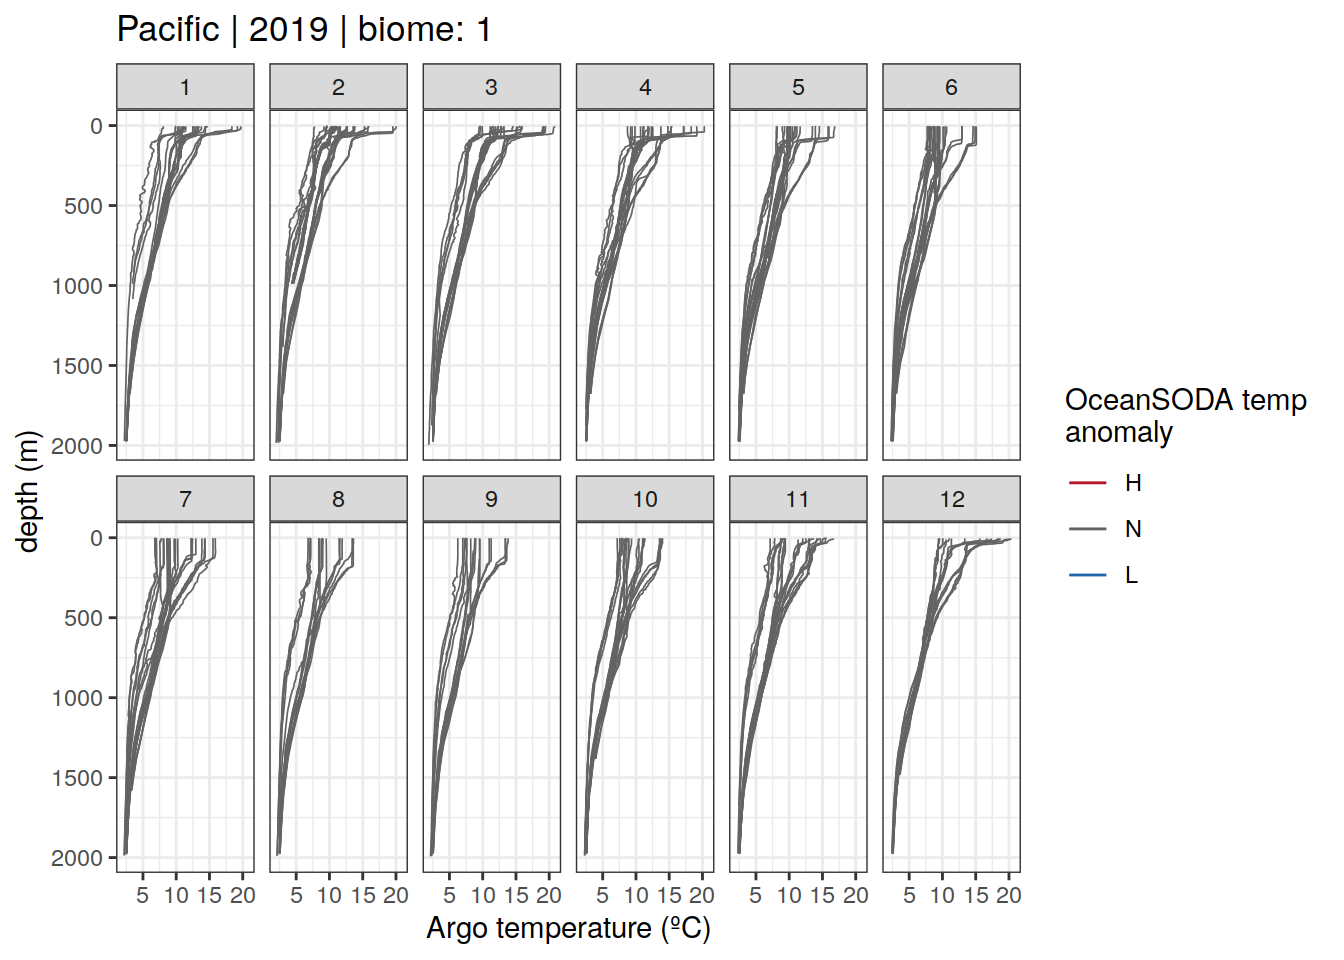 Pacific | 2019 | biome: 1
1 2 3 4 5 6
0
500
1000
1500
2000
7 8 9 10 11 12
0
500
1000
1500
2000
5 10 15 20 5 10 15 20 5 10 15 20 5 10 15 20 5 10 15 20 5 10 15 20
depth (m)
Argo temperature (ºC)
OceanSODA temp
anomaly
H
N
L